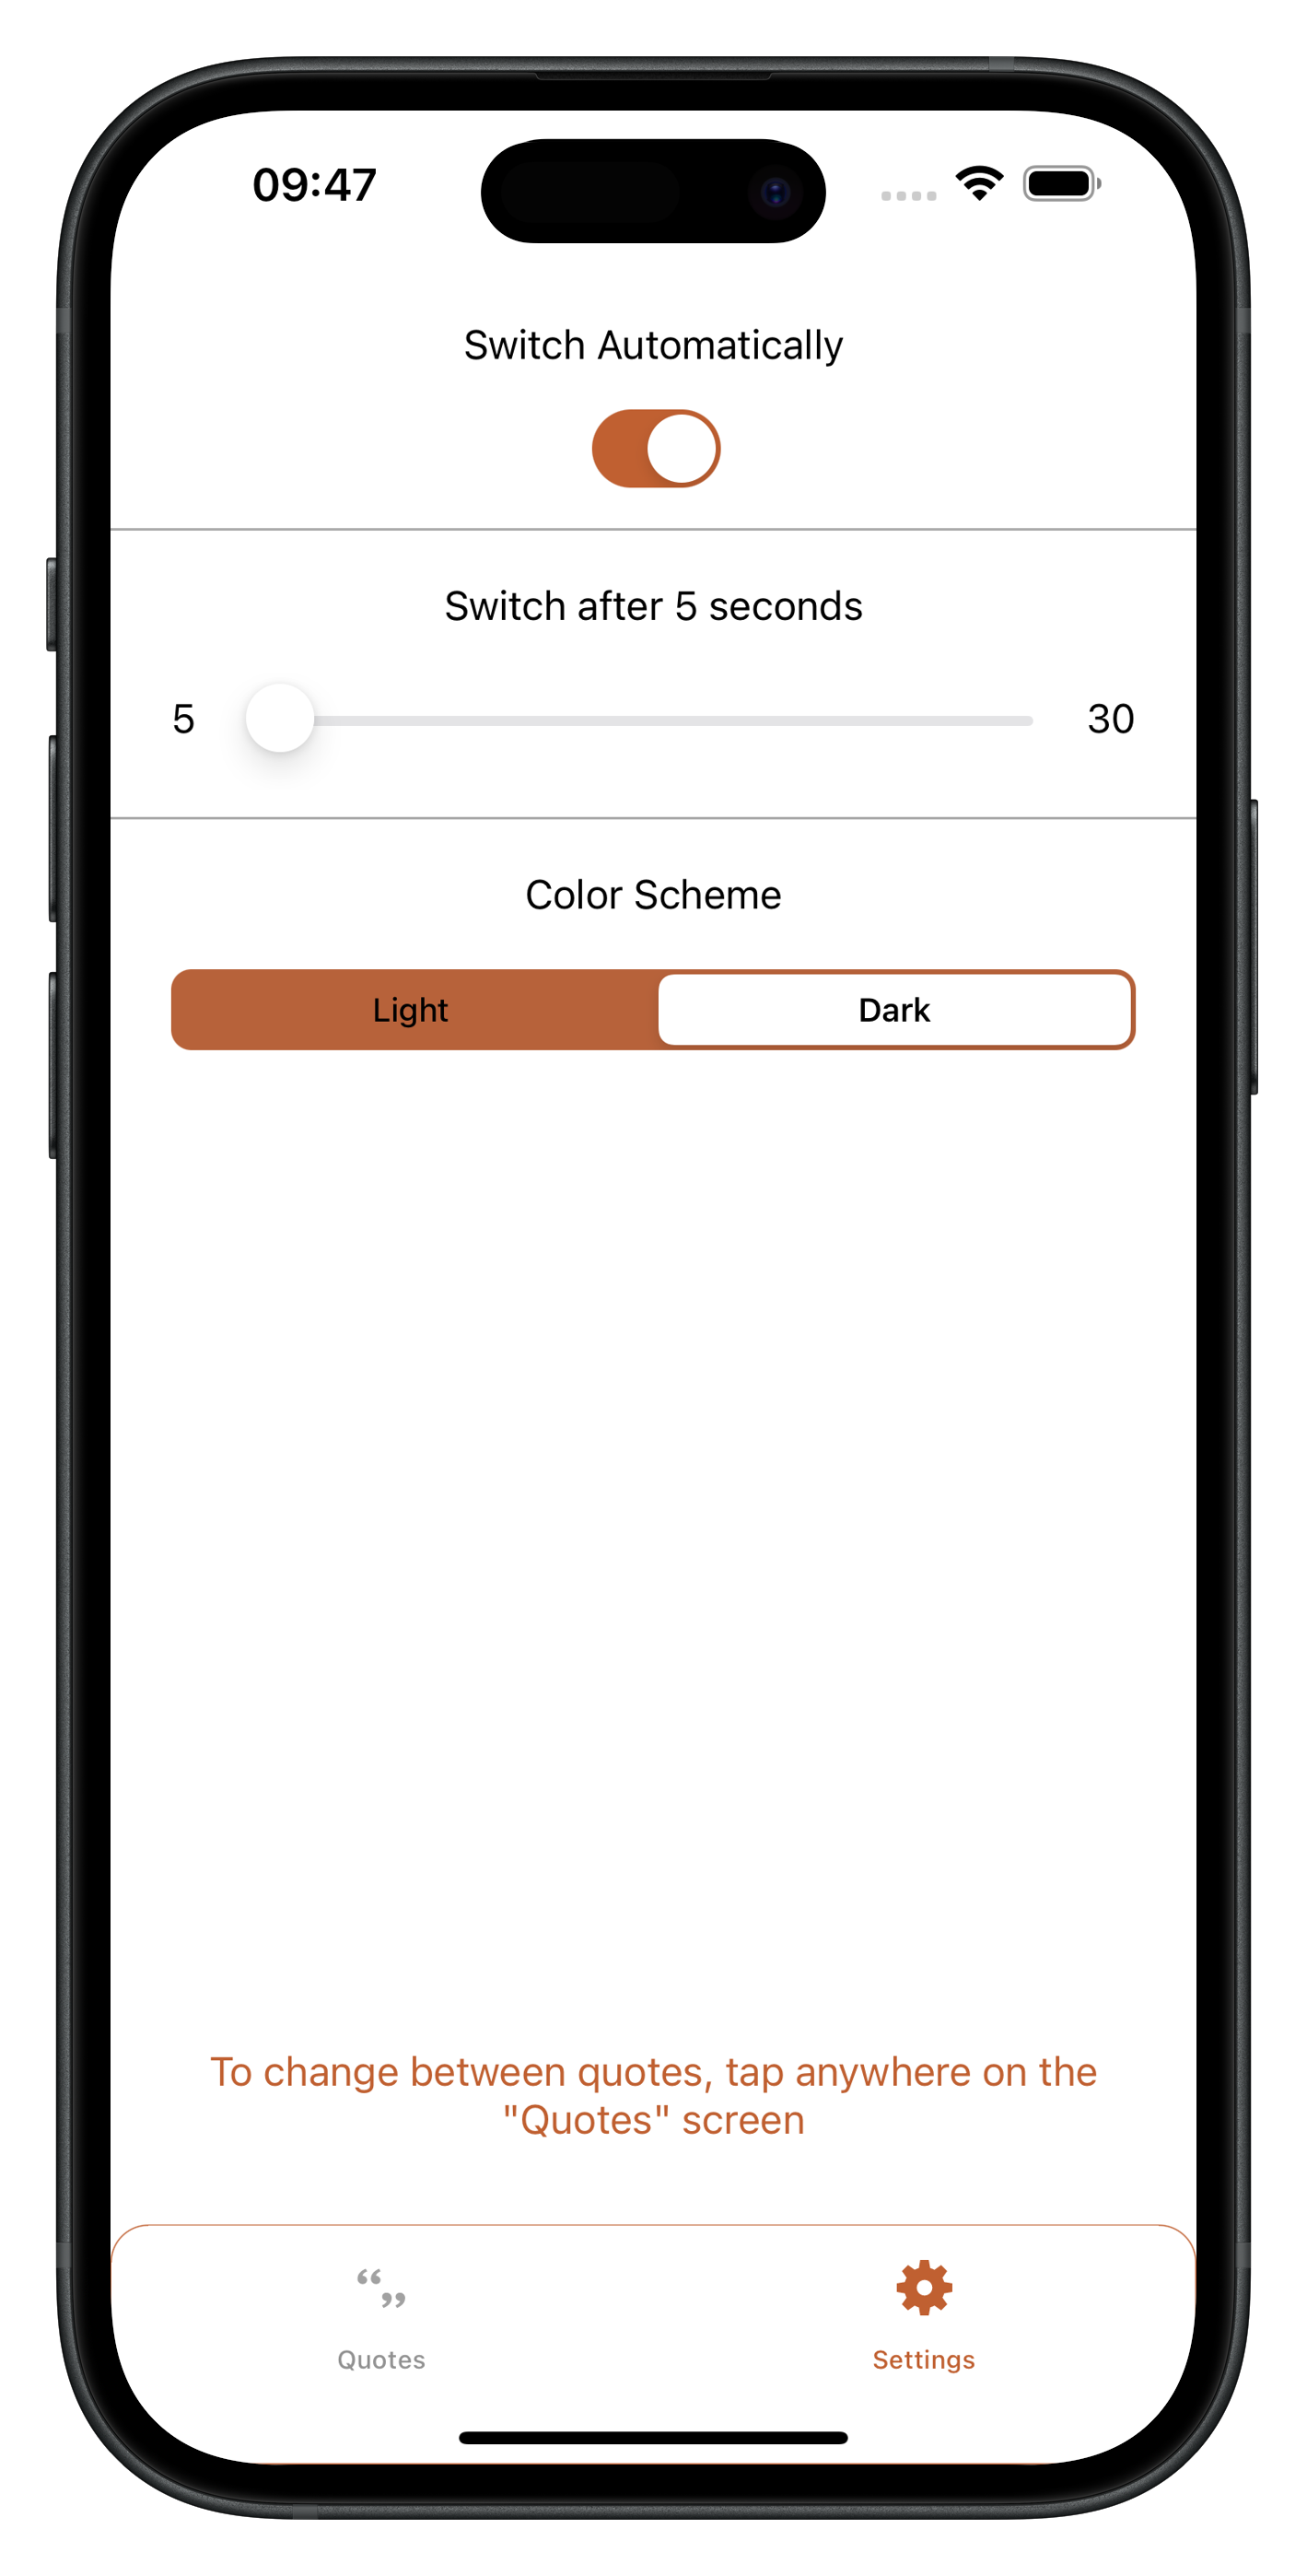 09:47
Switch Automatically
Switch after 5 seconds
5 30
Color Scheme
Light Dark
To change between quotes, tap anywhere on the
"Quotes" screen
Quotes Settings